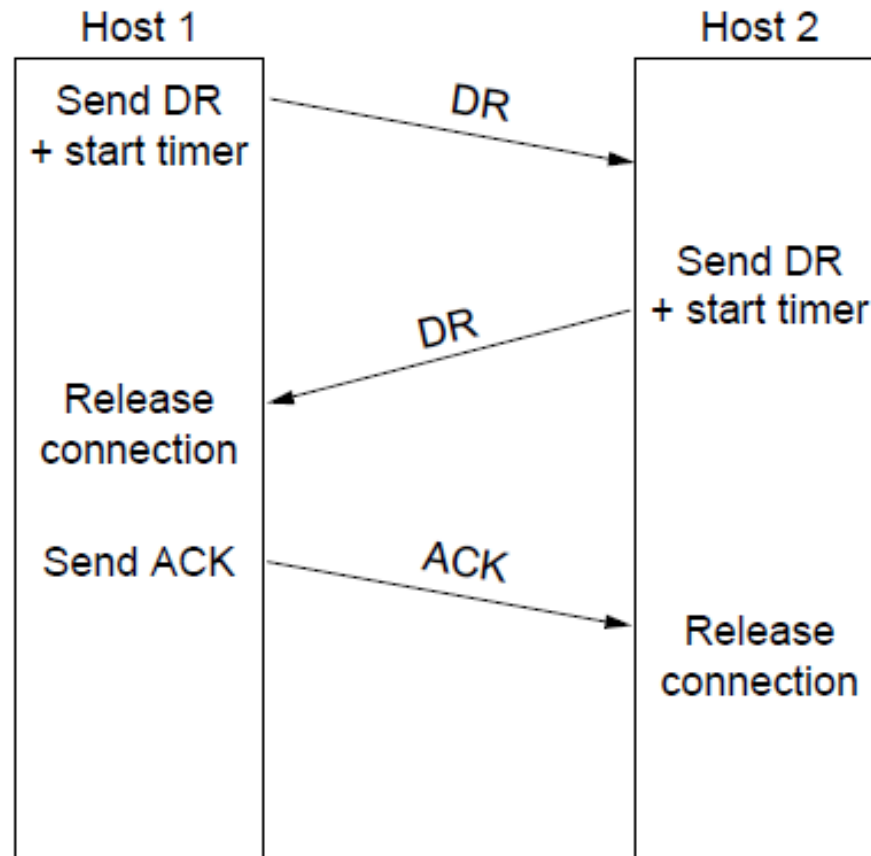 Host 1
Host 2
Send DR
+ start timer
DR
Send DR
+ start timer
DR
Release
connection
Send ACK
ACK
Release
connection